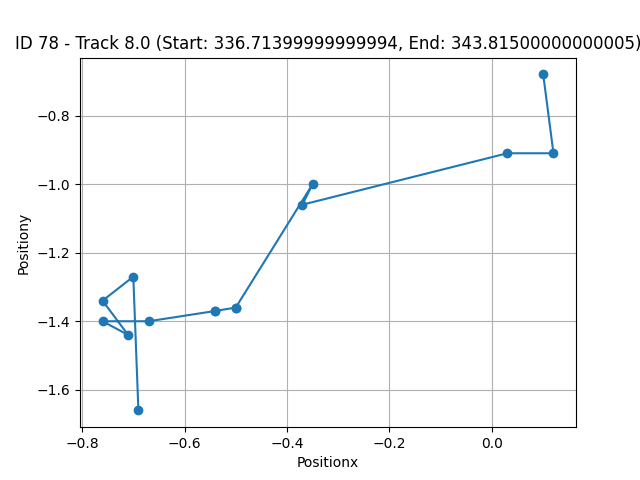 ID 78 - Track 8.0 (Start: 336.71399999999994, End: 343.81500000000005)
Positiony
−0.8
−1.0
−1.2
−1.4
−1.6
−0.8 −0.6 −0.4 −0.2 0.0
Positionx